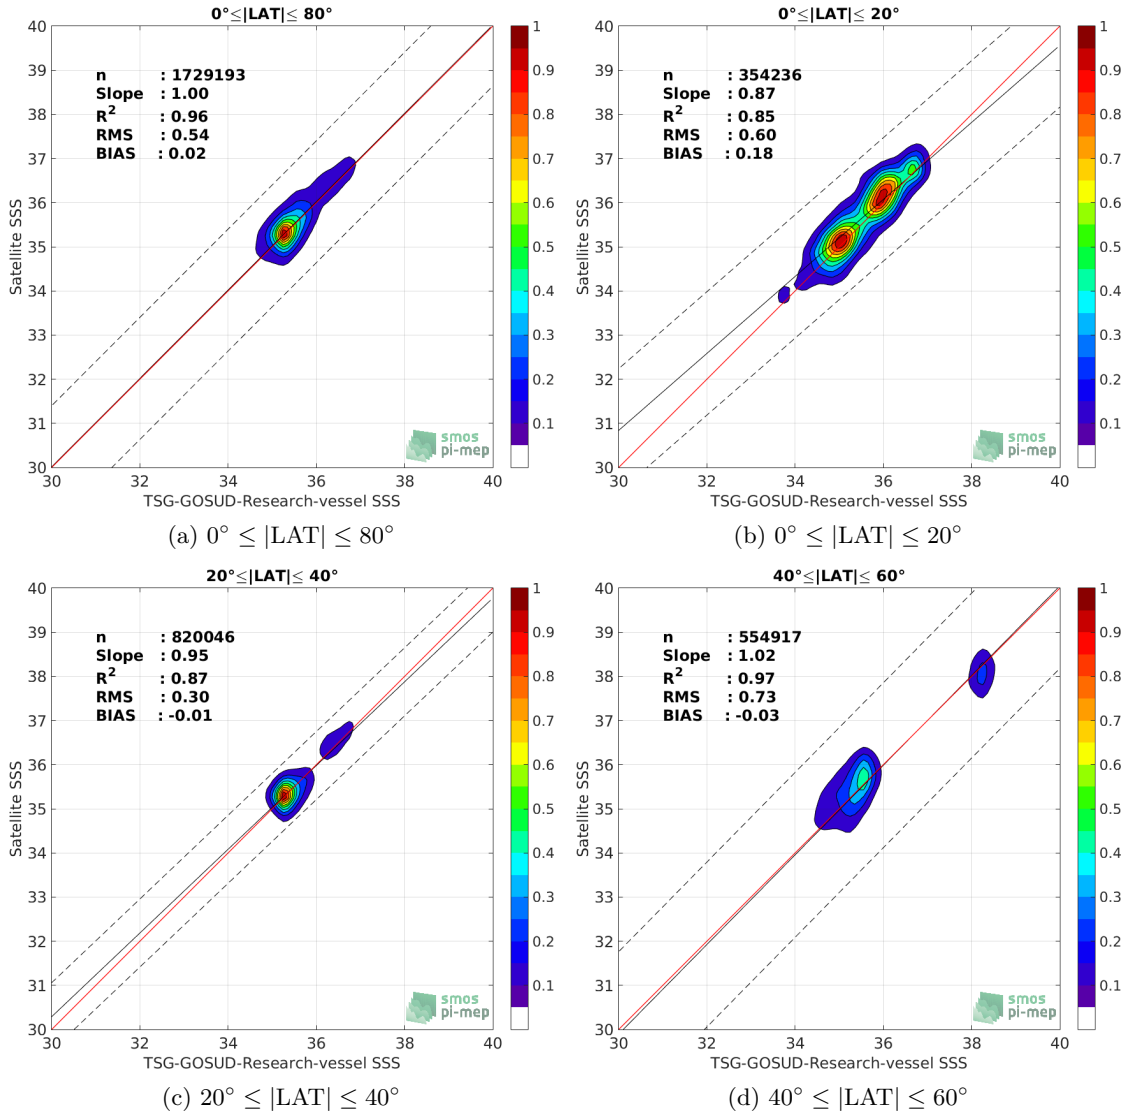 0°≤|LAT|≤ 80°
n : 1729193
Slope : 1.00
R² : 0.96
RMS : 0.54
BIAS : 0.02
Satellite SSS
40
39
38
37
36
35
34
33
32
31
30
30 32 34 36 38 40
TSG-GOSUD-Research-vessel SSS
smos
pi-mep
1
0.9
0.8
0.7
0.6
0.5
0.4
0.3
0.2
0.1
(a) 0° ≤ |LAT| ≤ 80°
0°≤|LAT|≤ 20°
n : 354236
Slope : 0.87
R² : 0.85
RMS : 0.60
BIAS : 0.18
Satellite SSS
40
39
38
37
36
35
34
33
32
31
30
30 32 34 36 38 40
TSG-GOSUD-Research-vessel SSS
smos
pi-mep
1
0.9
0.8
0.7
0.6
0.5
0.4
0.3
0.2
0.1
(b) 0° ≤ |LAT| ≤ 20°
20°≤|LAT|≤ 40°
n : 820046
Slope : 0.95
R² : 0.87
RMS : 0.30
BIAS : -0.01
Satellite SSS
40
39
38
37
36
35
34
33
32
31
30
30 32 34 36 38 40
TSG-GOSUD-Research-vessel SSS
smos
pi-mep
1
0.9
0.8
0.7
0.6
0.5
0.4
0.3
0.2
0.1
(c) 20° ≤ |LAT| ≤ 40°
40°≤|LAT|≤ 60°
n : 554917
Slope : 1.02
R² : 0.97
RMS : 0.73
BIAS : -0.03
Satellite SSS
40
39
38
37
36
35
34
33
32
31
30
30 32 34 36 38 40
TSG-GOSUD-Research-vessel SSS
smos
pi-mep
1
0.9
0.8
0.7
0.6
0.5
0.4
0.3
0.2
0.1
(d) 40° ≤ |LAT| ≤ 60°